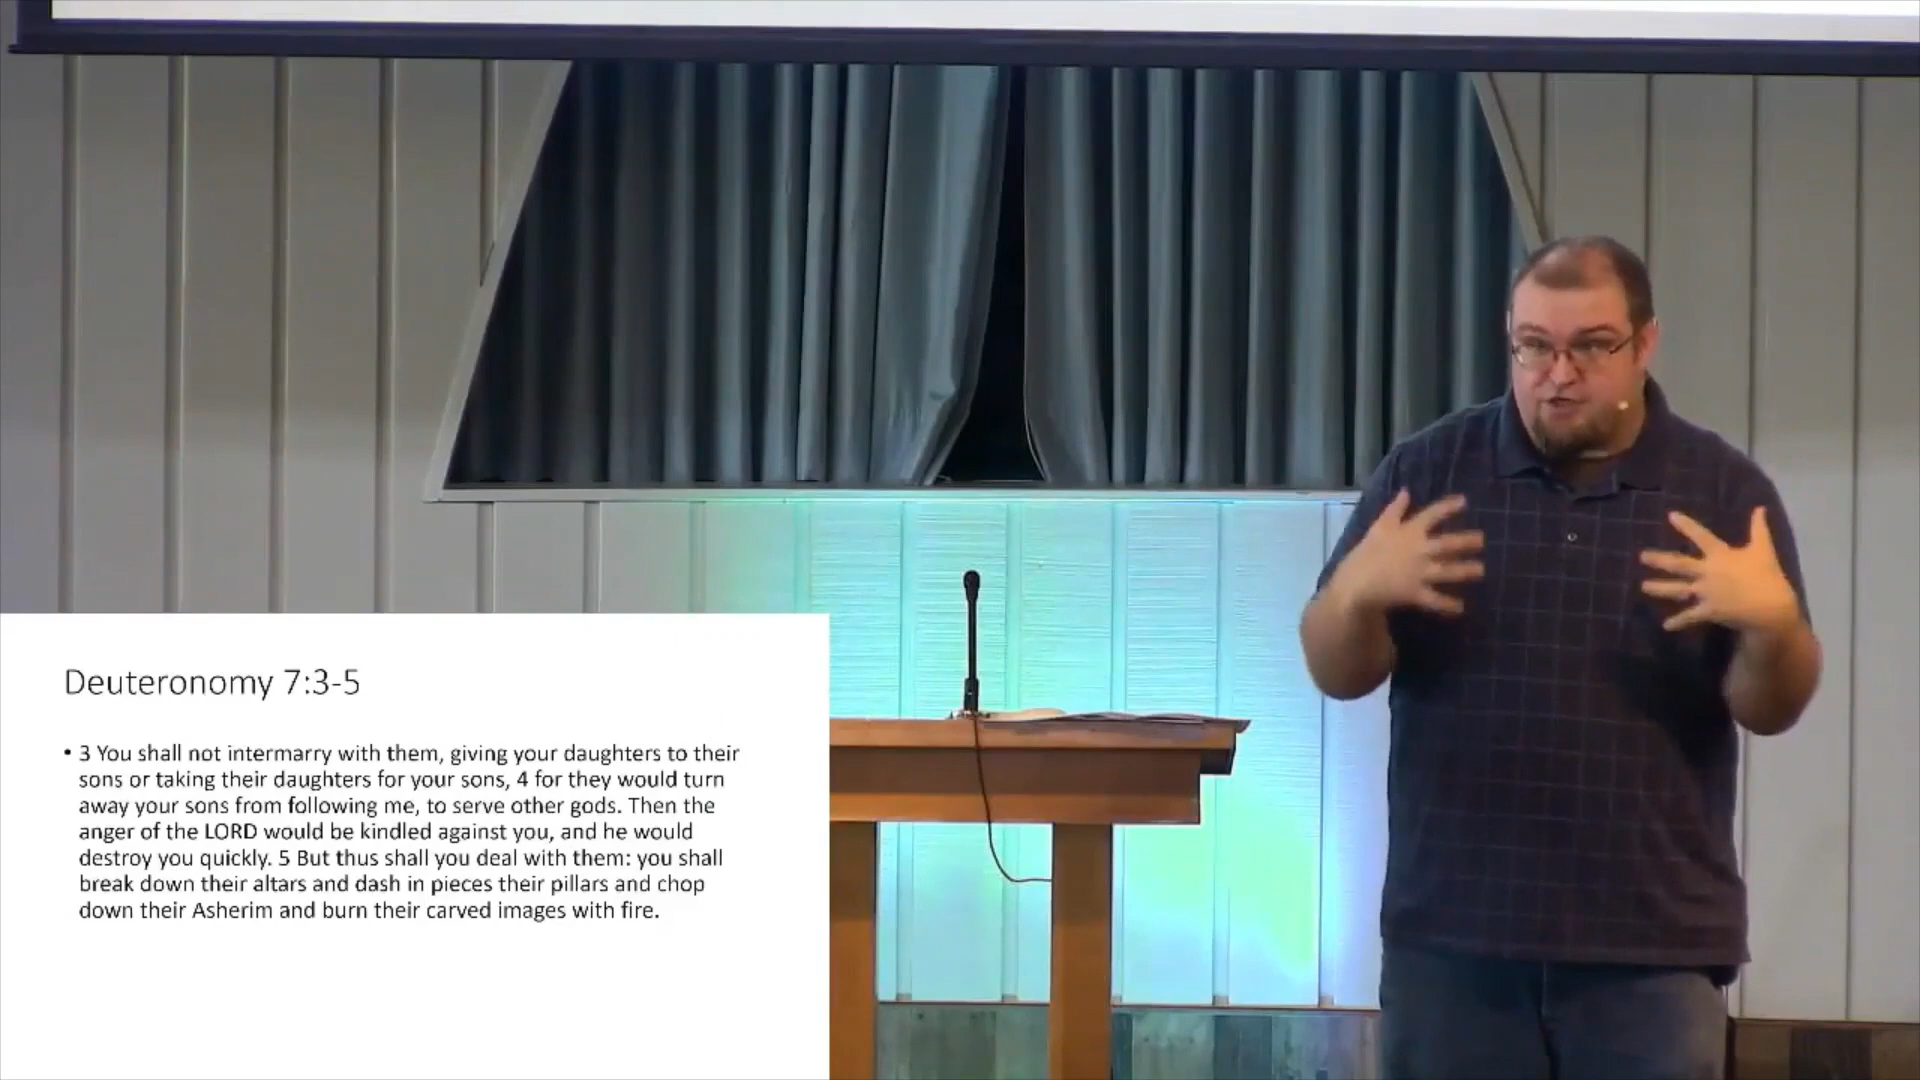 Deuteronomy 7:3-5
• 3 You shall not intermarry with them, giving your daughters to their
sons or taking their daughters for your sons, 4 for they would turn
away your sons from following me, to serve other gods. Then the
anger of the LORD would be kindled against you, and he would
destroy you quickly. 5 But thus shall you deal with them: you shall
break down their altars and dash in pieces their pillars and chop
down their Asherim and burn their carved images with fire.